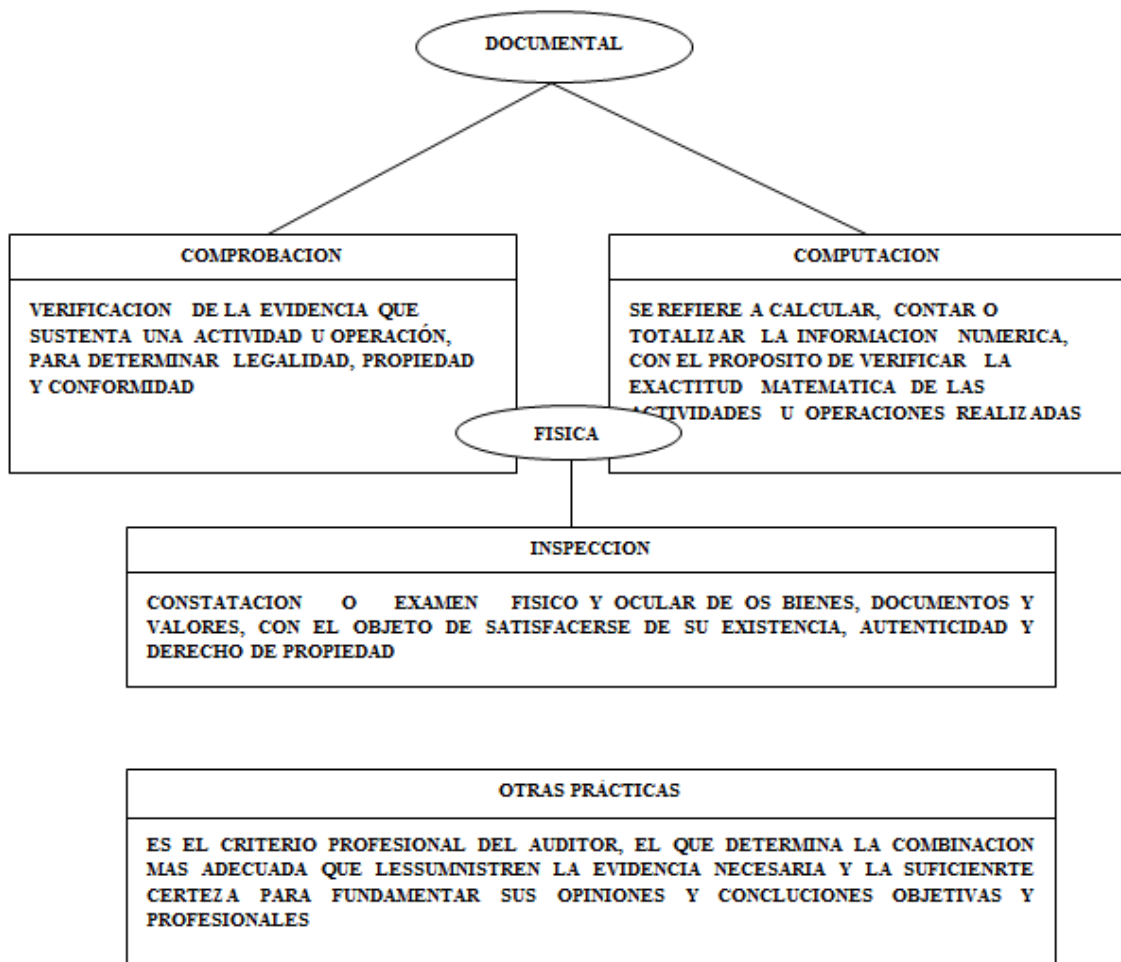 DOCUMENTAL
COMPROBACION
VERIFICACION DE LA EVIDENCIA QUE
SUSTENTA UNA ACTIVIDAD U OPERACIÓN,
PARA DETERMINAR LEGALIDAD, PROPIEDAD
Y CONFORMIDAD
COMPUTACION
SE REFIERE A CALCULAR, CONTAR O
TOTALIZAR LA INFORMACION NUMERICA,
CON EL PROPOSITO DE VERIFICAR LA
EXACTITUD MATEMATICA DE LAS
ACTIVIDADES U OPERACIONES REALIZADAS
FISICA
INSPECCION
CONSTATACION O EXAMEN FISICO Y OCULAR DE OS BIENES, DOCUMENTOS Y
VALORES, CON EL OBJETO DE SATISFACERSE DE SU EXISTENCIA, AUTENTICIDAD Y
DERECHO DE PROPIEDAD
OTRAS PRÁCTICAS
ES EL CRITERIO PROFESIONAL DEL AUDITOR, EL QUE DETERMINA LA COMBINACION
MAS ADECUADA QUE LESSUMNISTREN LA EVIDENCIA NECESARIA Y LA SUFICIENRTE
CERTEZA PARA FUNDAMENTAR SUS OPINIONES Y CONCLUCIONES OBJETIVAS Y
PROFESIONALES